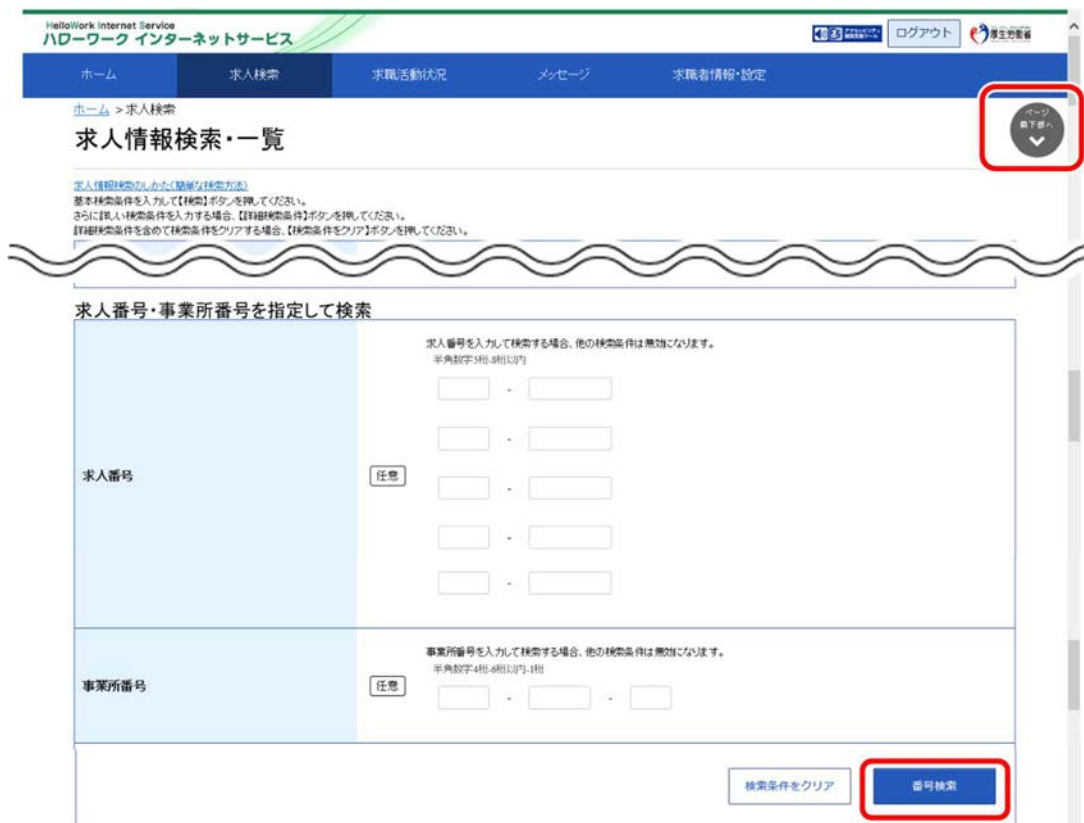 HelloWork Internet Service
ハローワーク インターネットサービス
ログアウト
厚生労働省
ホーム 求人検索 求職活動状況 メッセージ 求職者情報・設定
ホーム > 求人検索
ページ
最下部へ
求人情報検索・一覧
求人情報検索のしかた(簡単な検索方法)
基本検索条件を入力して【検索】ボタンを押してください。
さらに詳しい検索条件を入力する場合、【詳細検索条件】ボタンを押してください。
詳細検索条件を含めて検索条件をクリアする場合、【検索条件をクリア】ボタンを押してください。
求人番号・事業所番号を指定して検索
求人番号を入力して検索する場合、他の検索条件は無効になります。
半角数字5桁-8桁以内
-
-
求人番号 任意 -
-
-
事業所番号を入力して検索する場合、他の検索条件は無効になります。
半角数字4桁-6桁以内-1桁
事業所番号 任意 - -
検索条件をクリア 番号検索